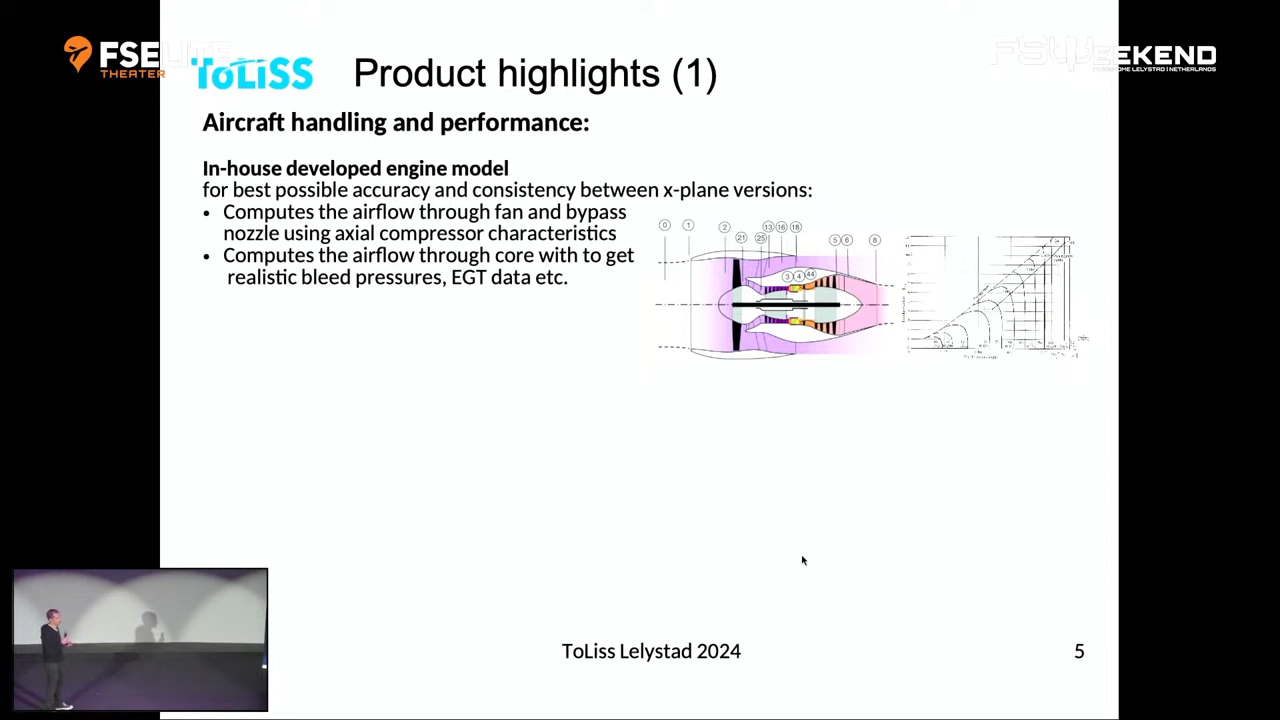 FSELITE
THEATER
FSWEEKEND
ToLiSS Product highlights (1)
Aircraft handling and performance:
In-house developed engine model
for best possible accuracy and consistency between x-plane versions:
• Computes the airflow through fan and bypass
nozzle using axial compressor characteristics
• Computes the airflow through core with to get
realistic bleed pressures, EGT data etc.
0 1 2 21 25 13 16 18 5 6 8
3 4 44
ToLiss Lelystad 2024
5